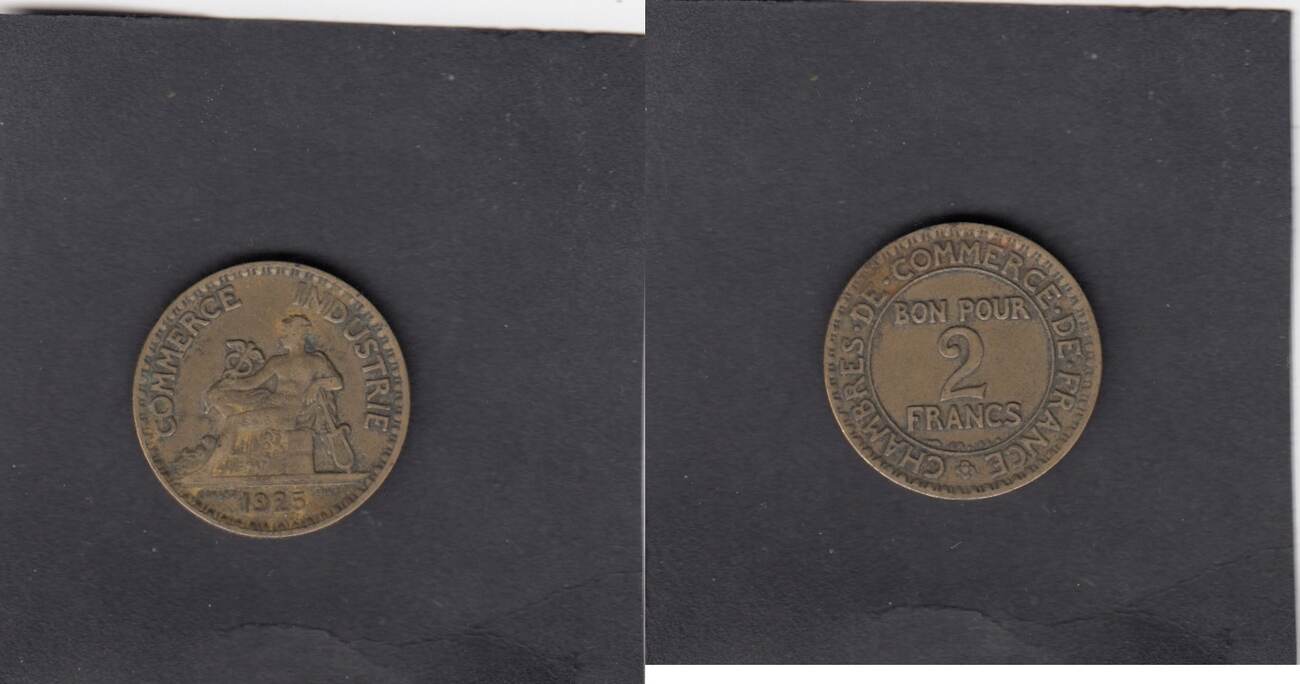 COMMERCE INDUSTRIE
1925
CHAMBRES·DE·COMMERCE·DE·FRANCE
BON POUR
2
FRANCS